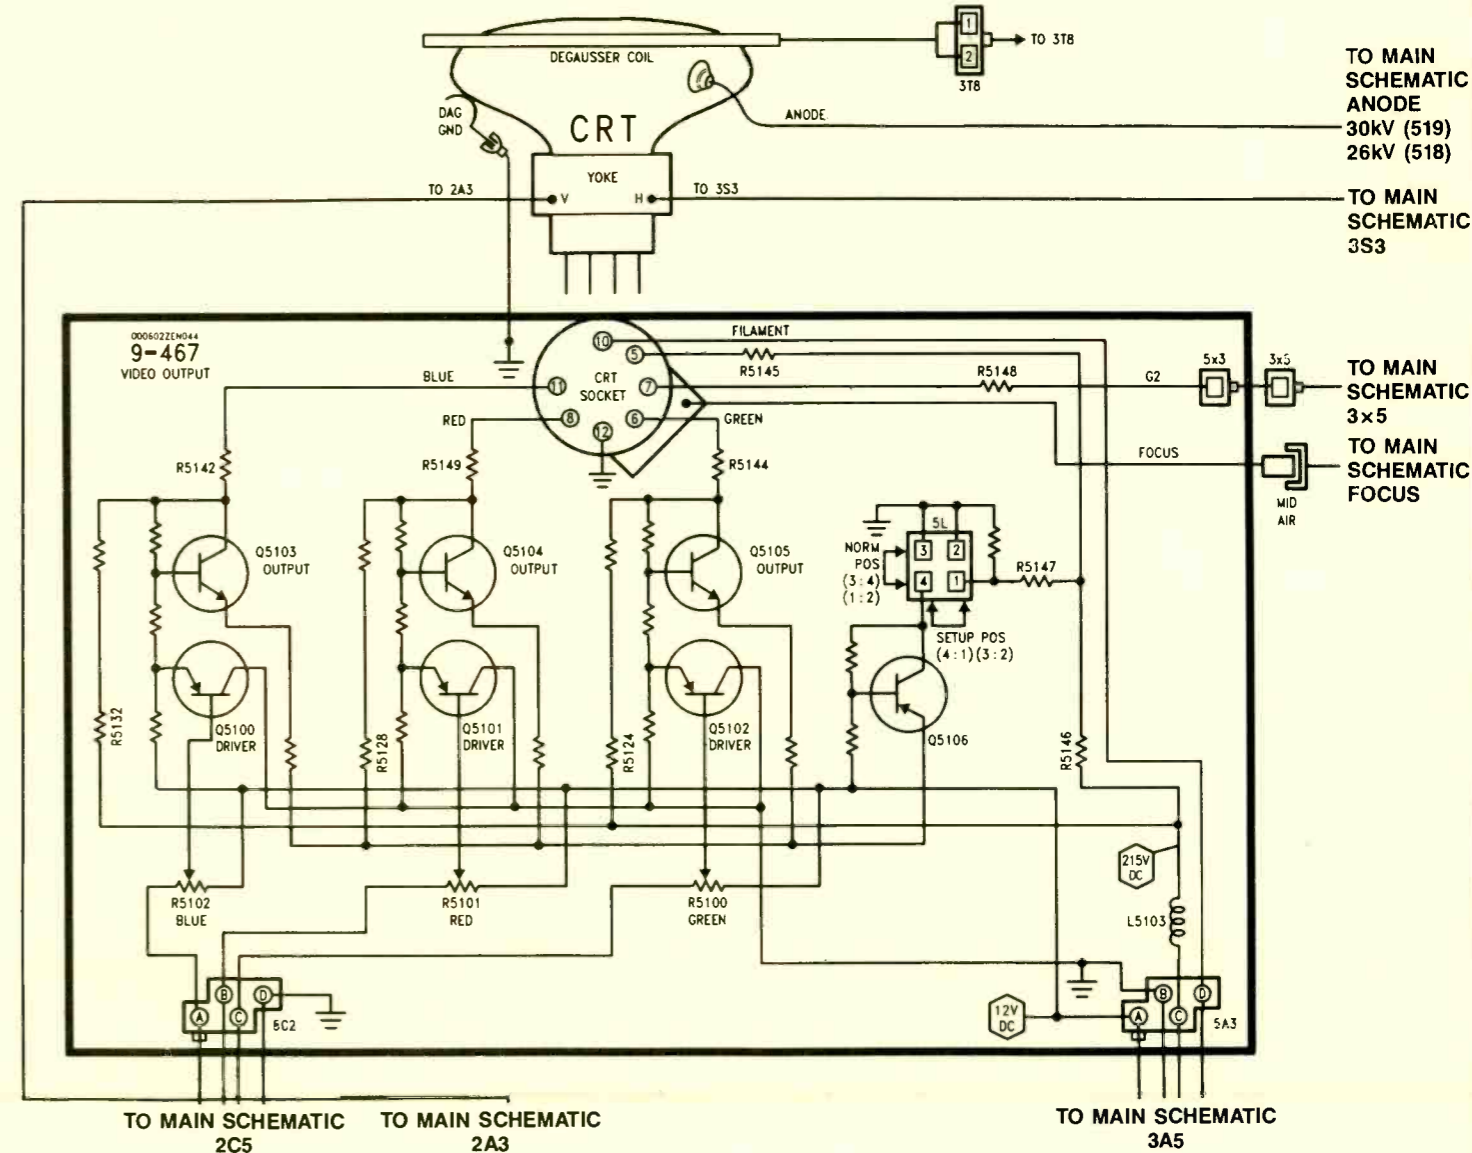 1
2
TO 3T8
3T8
DEGAUSSER COIL
DAG
GND
CRT
ANODE
TO MAIN
SCHEMATIC
ANODE
30kV (519)
26kV (518)
YOKE
TO 2A3
V
H
TO 3S3
TO MAIN
SCHEMATIC
3S3
000602ZEN044
9-467
VIDEO OUTPUT
FILAMENT
10
5
R5145
5x3
3x5
BLUE
11
CRT
SOCKET
7
R5148
G2
TO MAIN
SCHEMATIC
3x5
RED
8
12
6
GREEN
FOCUS
TO MAIN
SCHEMATIC
FOCUS
MID
AIR
R5142
R5149
R5144
Q5103
OUTPUT
Q5104
OUTPUT
Q5105
OUTPUT
5L
3
2
4
1
NORM
POS
(3:4)
(1:2)
R5147
SETUP POS
(4:1)(3:2)
R5132
Q5100
DRIVER
R5128
Q5101
DRIVER
R5124
Q5102
DRIVER
Q5106
R5146
215V
DC
R5102
BLUE
R5101
RED
R5100
GREEN
L5103
A
B
C
D
5C2
12V
DC
A
B
C
D
5A3
TO MAIN SCHEMATIC
2C5
TO MAIN SCHEMATIC
2A3
TO MAIN SCHEMATIC
3A5